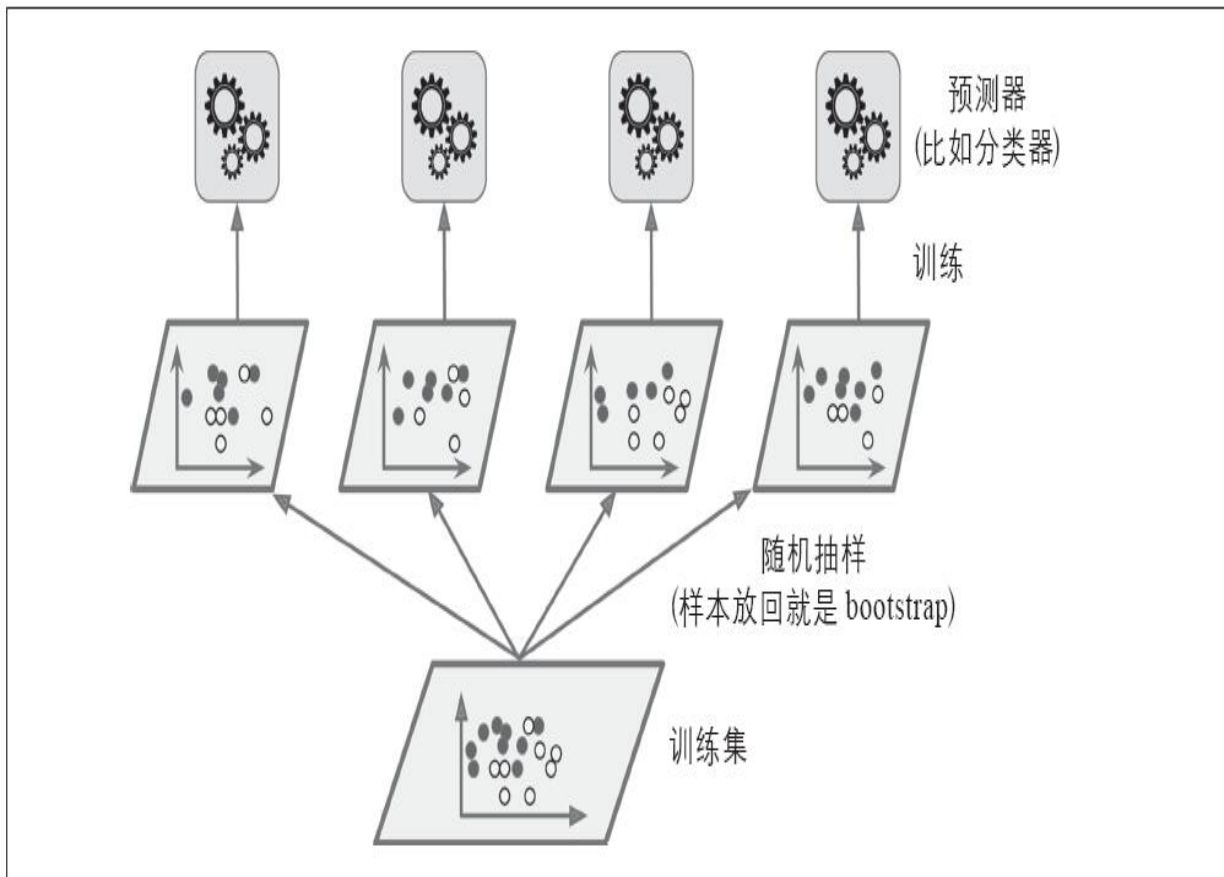 预测器
(比如分类器)
训练
随机抽样
(样本放回就是 bootstrap)
训练集